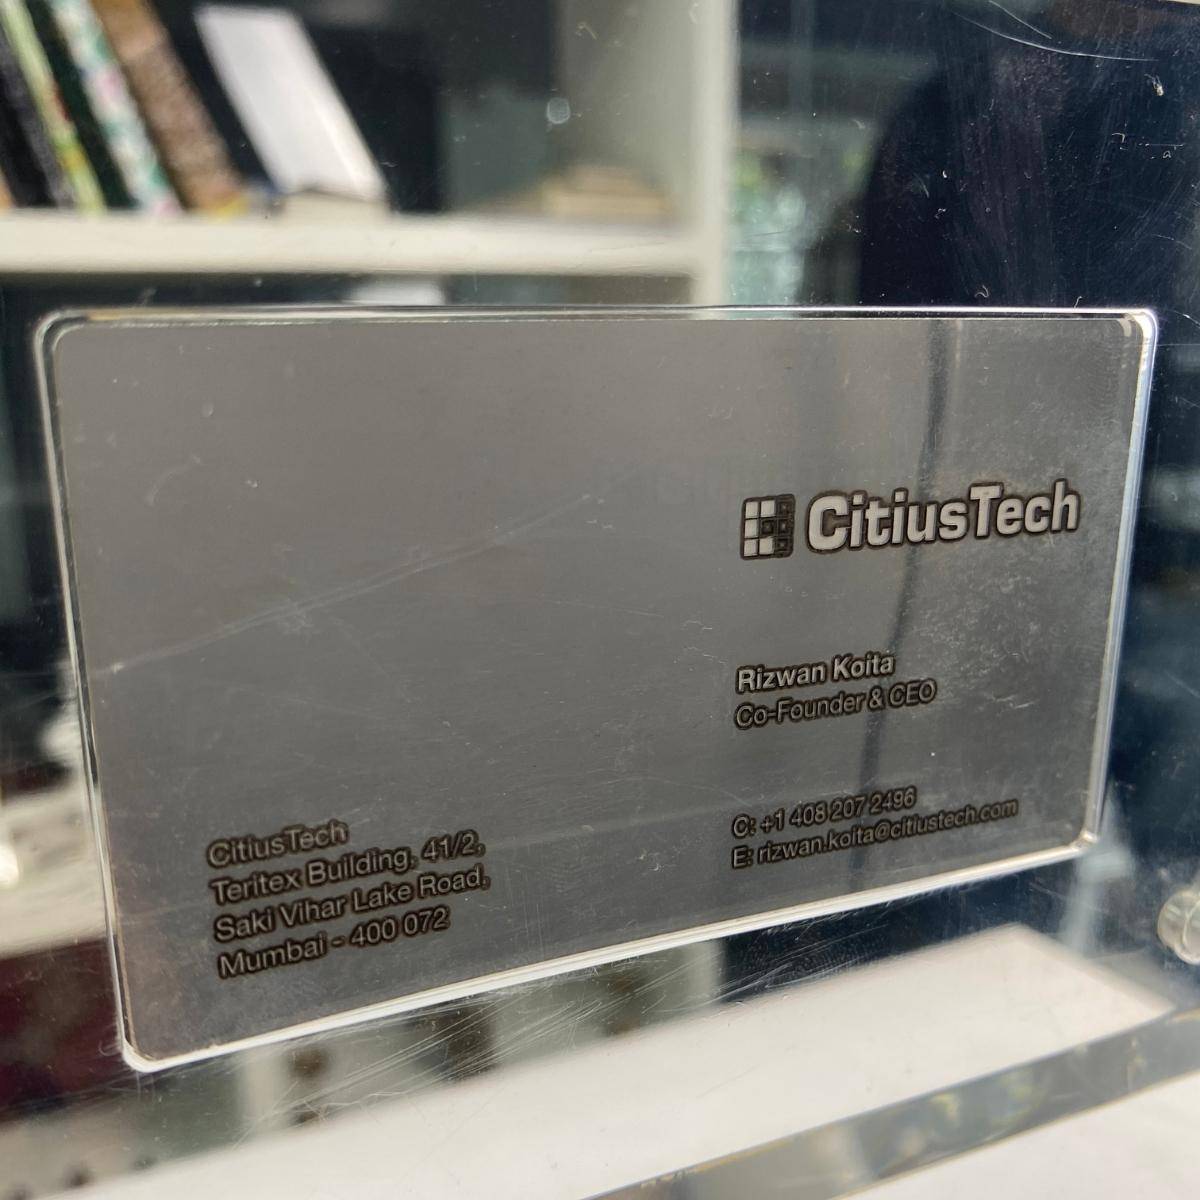 CitiusTech
Rizwan Koita
Co-Founder & CEO
C: +1 408 207 2496
E: rizwan.koita@citiustech.com
CitiusTech
Teritex Building, 41/2,
Saki Vihar Lake Road,
Mumbai - 400 072